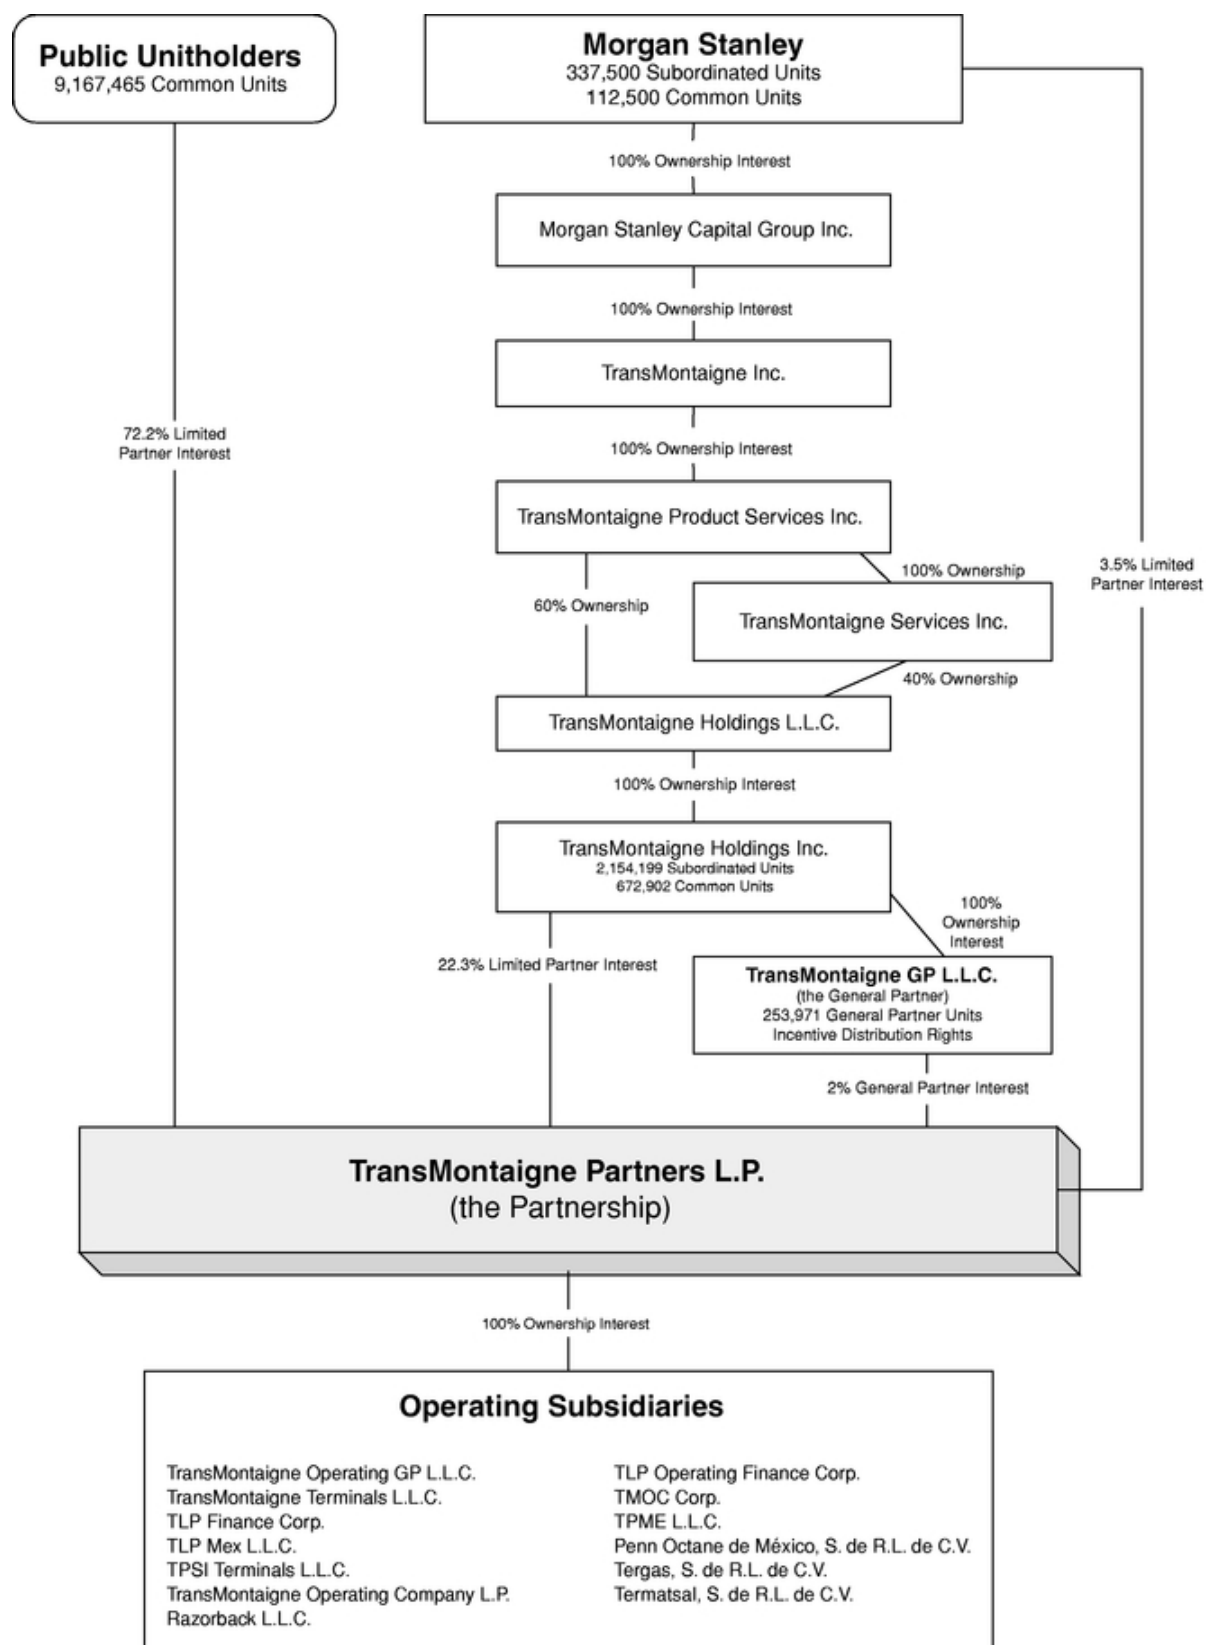 Public Unitholders
9,167,465 Common Units
Morgan Stanley
337,500 Subordinated Units
112,500 Common Units
100% Ownership Interest
Morgan Stanley Capital Group Inc.
100% Ownership Interest
TransMontaigne Inc.
72.2% Limited
Partner Interest
100% Ownership Interest
TransMontaigne Product Services Inc.
3.5% Limited
Partner Interest
100% Ownership
60% Ownership
TransMontaigne Services Inc.
40% Ownership
TransMontaigne Holdings L.L.C.
100% Ownership Interest
TransMontaigne Holdings Inc.
2,154,199 Subordinated Units
672,902 Common Units
100%
Ownership
Interest
22.3% Limited Partner Interest
TransMontaigne GP L.L.C.
(the General Partner)
253,971 General Partner Units
Incentive Distribution Rights
2% General Partner Interest
TransMontaigne Partners L.P.
(the Partnership)
100% Ownership Interest
Operating Subsidiaries
TransMontaigne Operating GP L.L.C.
TransMontaigne Terminals L.L.C.
TLP Finance Corp.
TLP Mex L.L.C.
TPSI Terminals L.L.C.
TransMontaigne Operating Company L.P.
Razorback L.L.C.
TLP Operating Finance Corp.
TMOC Corp.
TPME L.L.C.
Penn Octane de México, S. de R.L. de C.V.
Tergas, S. de R.L. de C.V.
Termatsal, S. de R.L. de C.V.